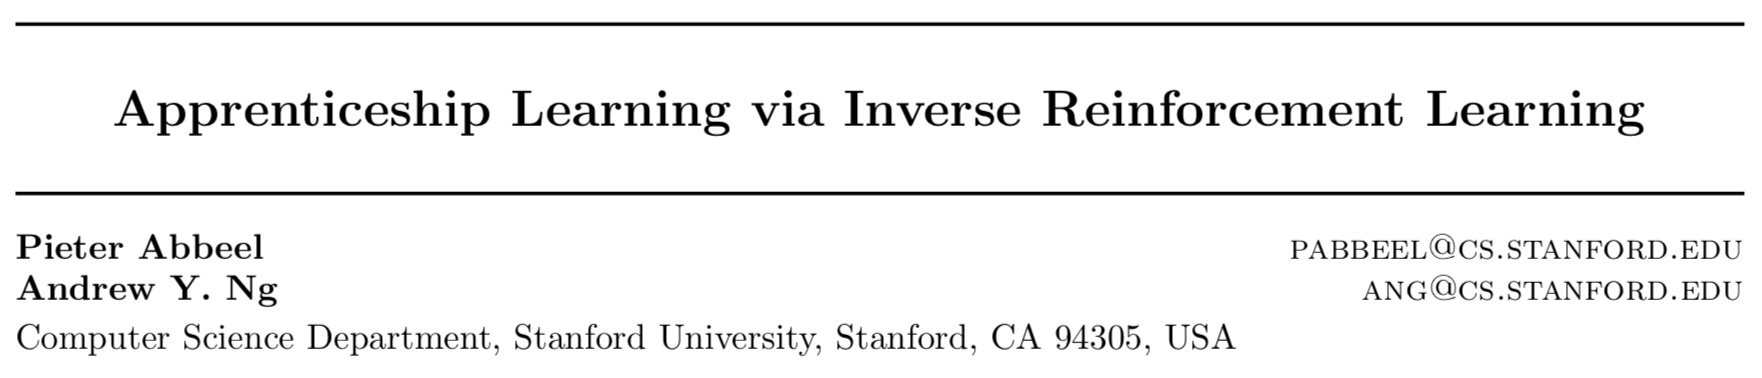 Apprenticeship Learning via Inverse Reinforcement Learning
Pieter Abbeel PABBEEL@CS.STANFORD.EDU
Andrew Y. Ng ANG@CS.STANFORD.EDU
Computer Science Department, Stanford University, Stanford, CA 94305, USA